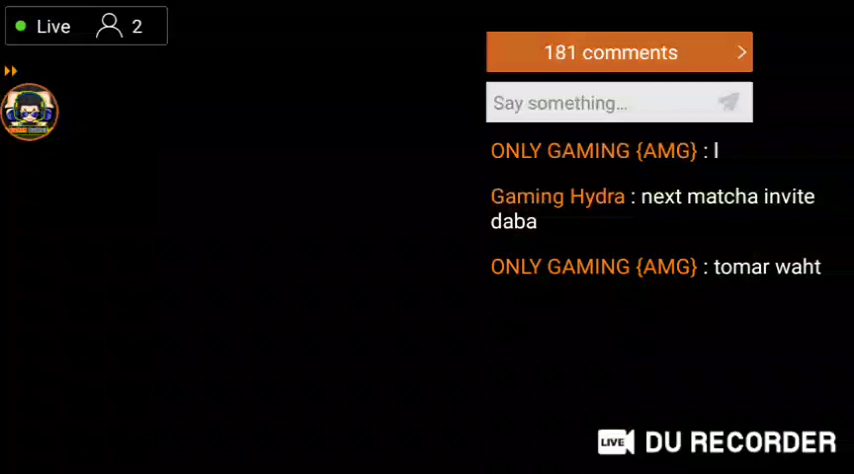 Live 2
181 comments
Say something...
ONLY GAMING {AMG} : l
Gaming Hydra : next matcha invite
daba
ONLY GAMING {AMG} : tomar waht
LIVE DU RECORDER